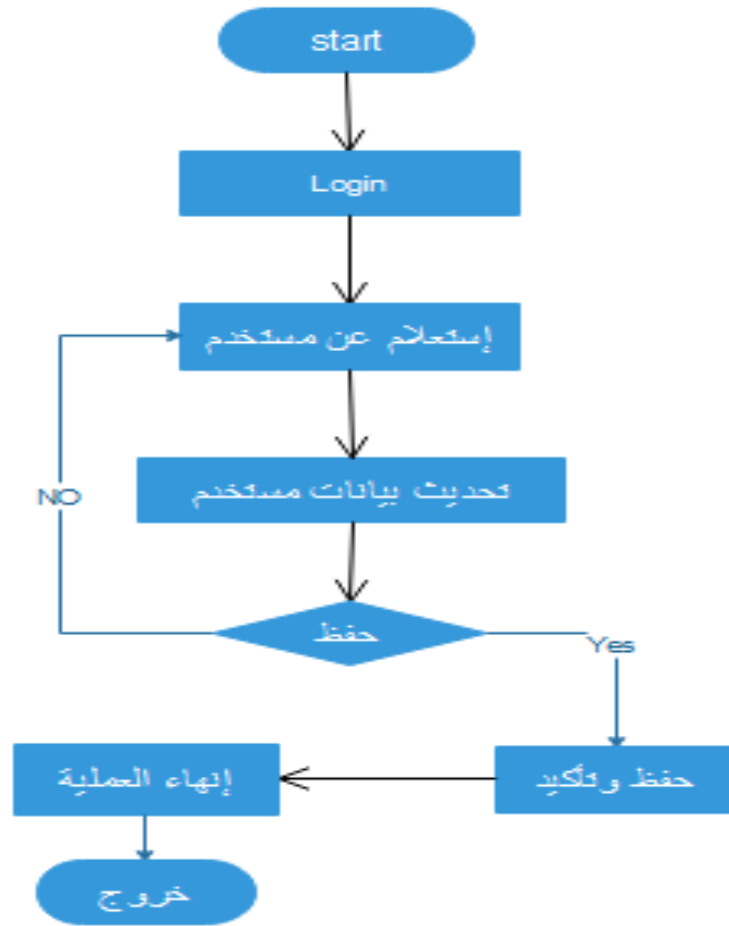 start
Login
إستعلام عن مستخدم
تحديث بيانات مستخدم
NO
حفظ
Yes
حفظ وتأكيد
إنهاء العملية
خروج